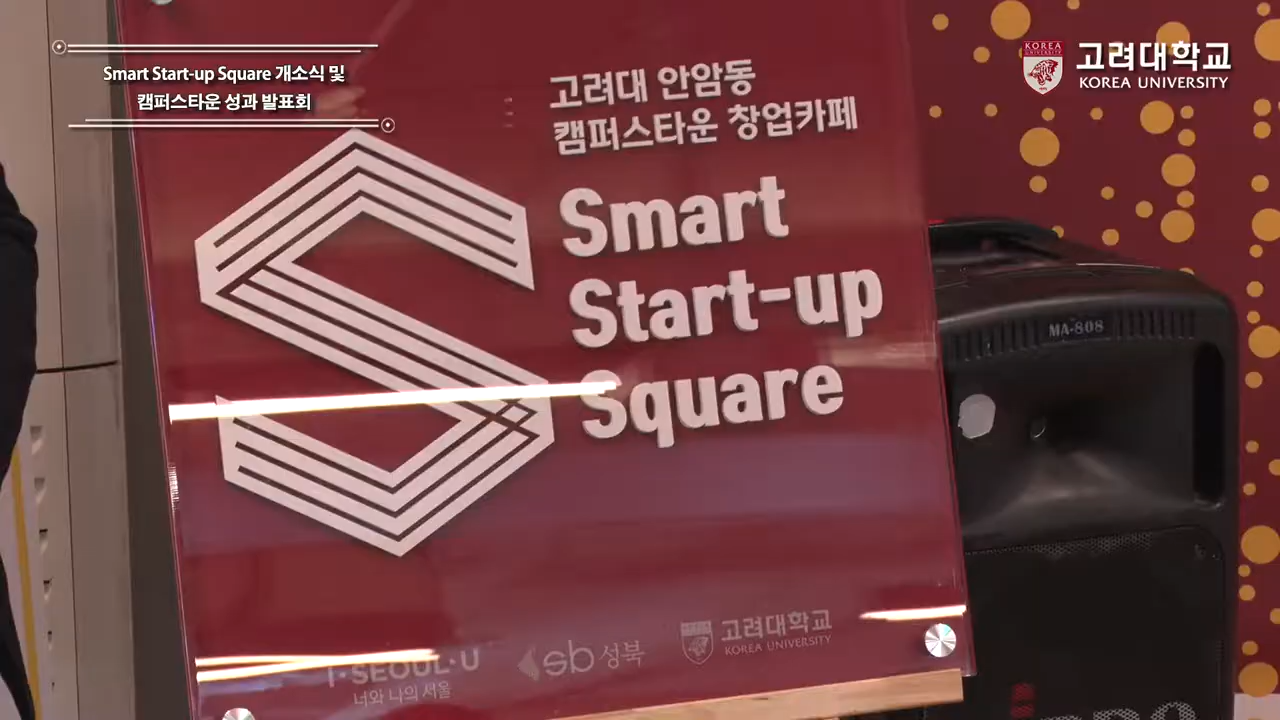 Smart Start-up Square 개소식 및
캠퍼스타운 성과 발표회
KOREA
UNIVERSITY
고려대학교
KOREA UNIVERSITY
고려대 안암동
캠퍼스타운 창업카페
Smart
Start-up
Square
MA-808
I·SEOUL·U
너와 나의 서울
sb 성북
고려대학교
KOREA UNIVERSITY